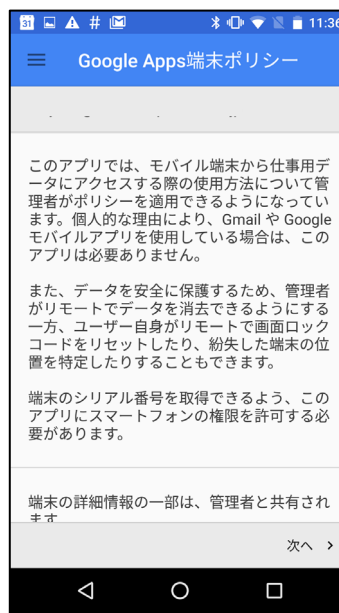 31
#
11:36
Google Apps端末ポリシー
このアプリでは、モバイル端末から仕事用デ
ータにアクセスする際の使用方法について管
理者がポリシーを適用できるようになってい
ます。個人的な理由により、Gmail や Google
モバイルアプリを使用している場合は、この
アプリは必要ありません。
また、データを安全に保護するため、管理者
がリモートでデータを消去できるようにする
一方、ユーザー自身がリモートで画面ロック
コードをリセットしたり、紛失した端末の位
置を特定したりすることもできます。
端末のシリアル番号を取得できるよう、この
アプリにスマートフォンの権限を許可する必
要があります。
端末の詳細情報の一部は、管理者と共有され
ます
次へ